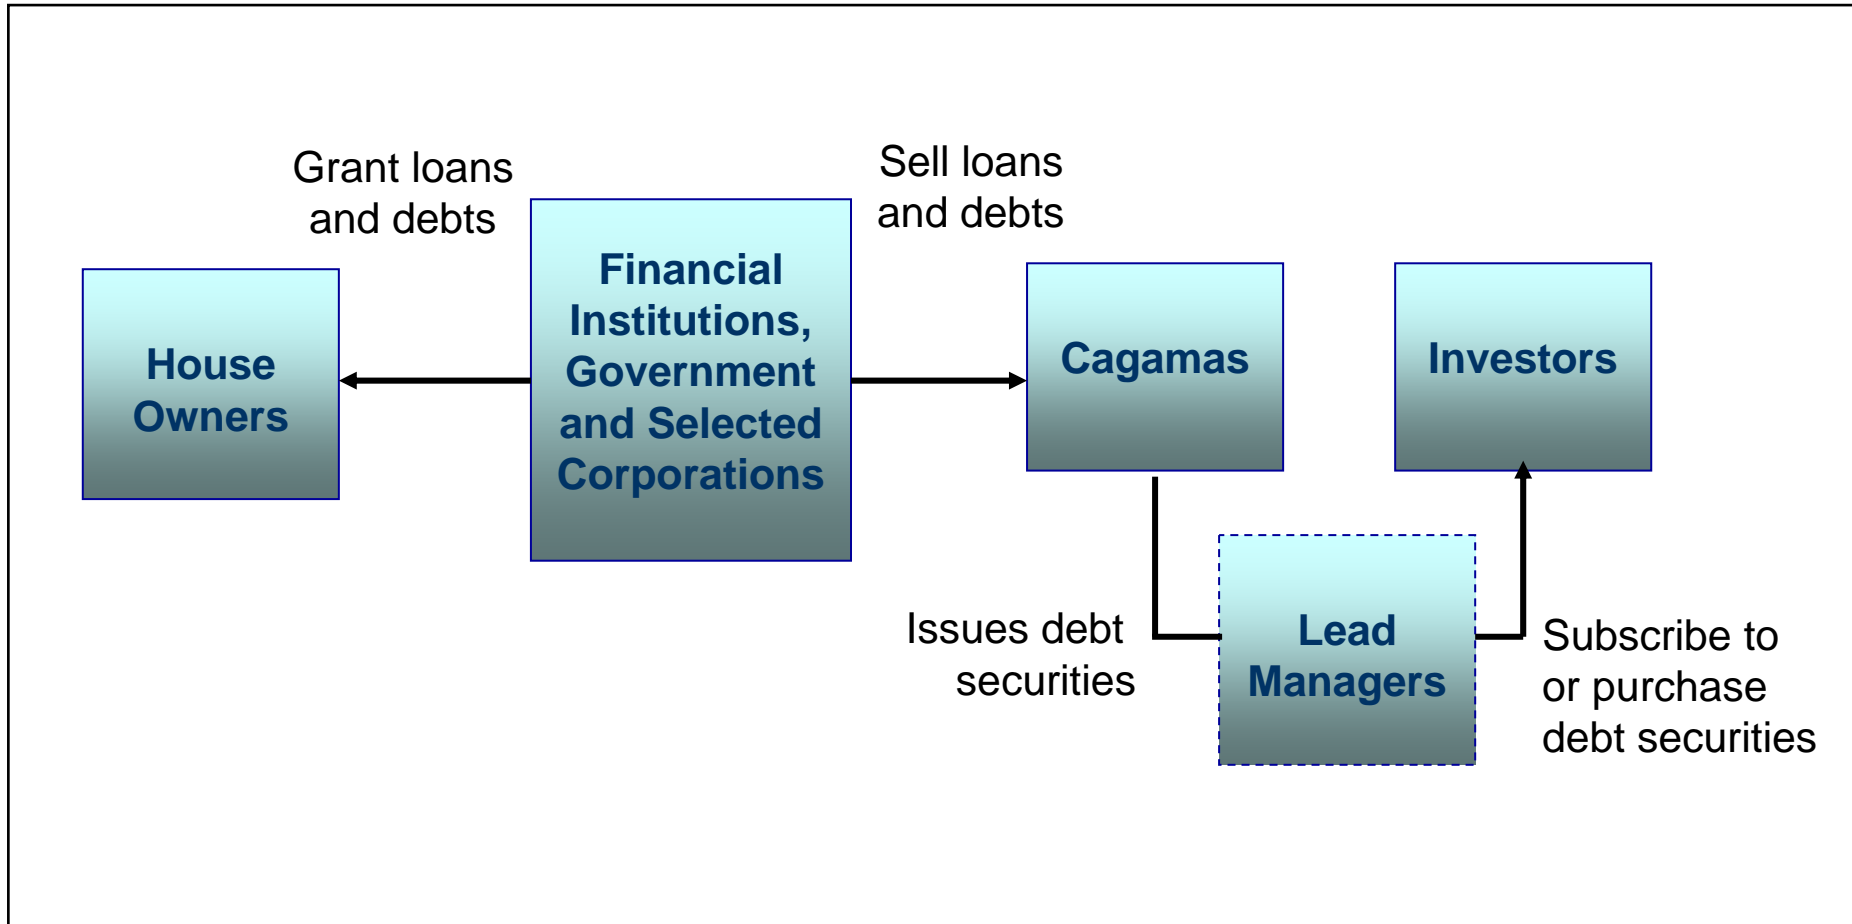 Grant loans
and debts
Sell loans
and debts
House
Owners
Financial
Institutions,
Government
and Selected
Corporations
Cagamas
Investors
Issues debt
securities
Lead
Managers
Subscribe to
or purchase
debt securities